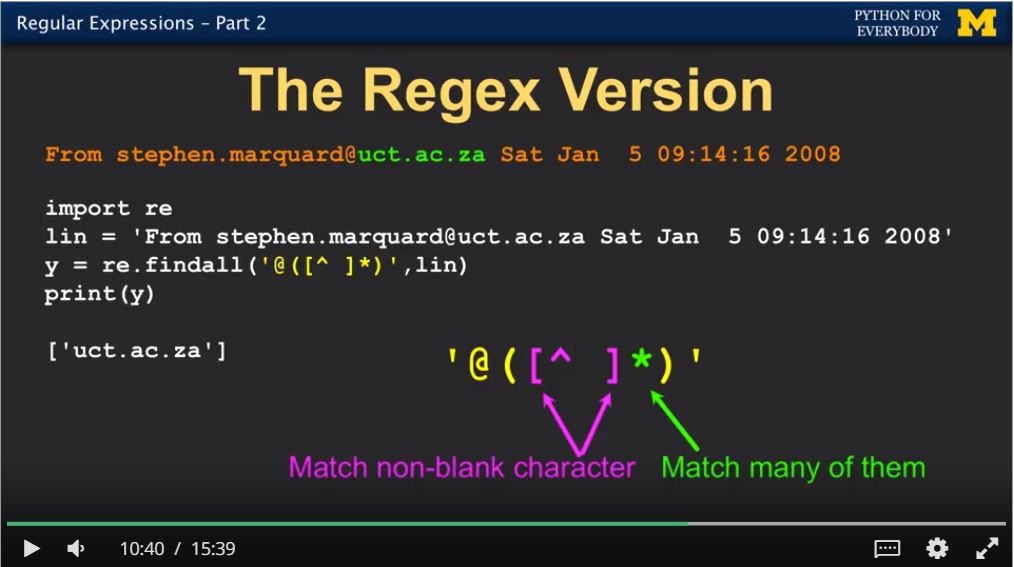 Regular Expressions – Part 2
PYTHON FOR
EVERYBODY
M
The Regex Version
From stephen.marquard@uct.ac.za Sat Jan  5 09:14:16 2008
import re
lin = 'From stephen.marquard@uct.ac.za Sat Jan  5 09:14:16 2008'
y = re.findall('@([^ ]*)',lin)
print(y)
['uct.ac.za']
'@([^ ]*)'
Match non-blank character
Match many of them
10:40 / 15:39